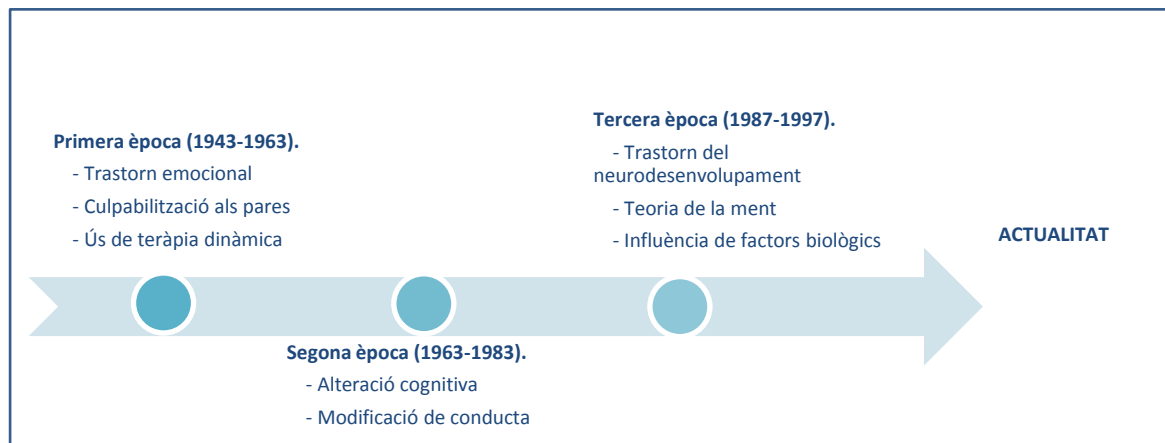 Primera època (1943-1963).
- Trastorn emocional
- Culpabilització als pares
- Ús de teràpia dinàmica
Segona època (1963-1983).
- Alteració cognitiva
- Modificació de conducta
Tercera època (1987-1997).
- Trastorn del
neurodesenvolupament
- Teoria de la ment
- Influència de factors biològics
ACTUALITAT